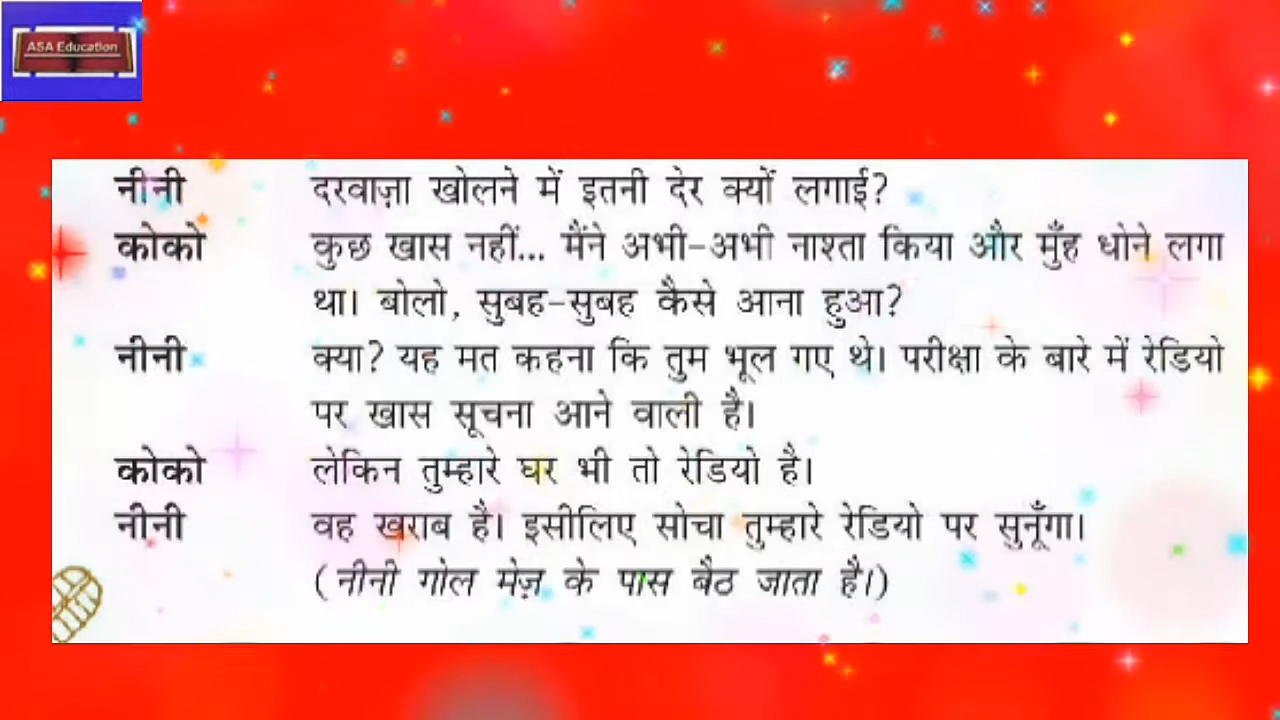 ASA Education
नीनी दरवाज़ा खोलने में इतनी देर क्यों लगाई?
कोको कुछ खास नहीं... मैंने अभी-अभी नाश्ता किया और मुँह धोने लगा
था। बोलो, सुबह-सुबह कैसे आना हुआ?
नीनी क्या? यह मत कहना कि तुम भूल गए थे। परीक्षा के बारे में रेडियो
पर खास सूचना आने वाली है।
कोको लेकिन तुम्हारे घर भी तो रेडियो है।
नीनी वह खराब है। इसीलिए सोचा तुम्हारे रेडियो पर सुनूँगा।
(नीनी गोल मेज़ के पास बैठ जाता है।)